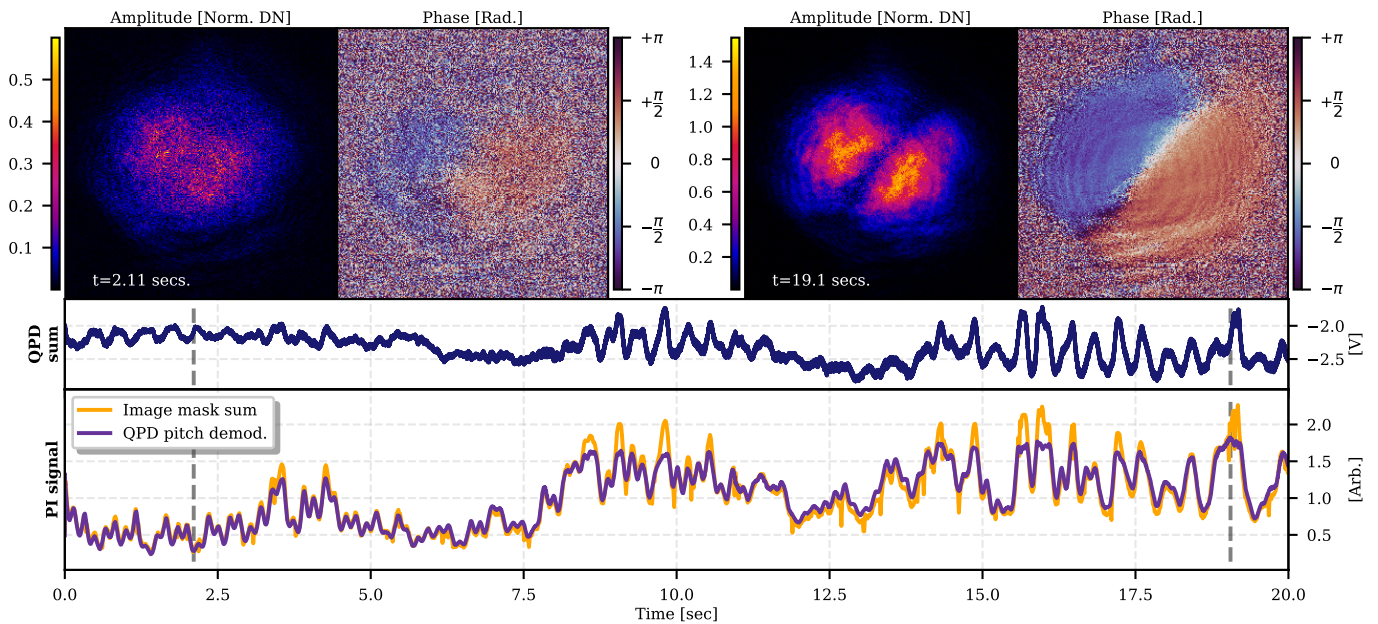 Amplitude [Norm. DN]
Phase [Rad.]
Amplitude [Norm. DN]
Phase [Rad.]
0.5
0.4
0.3
0.2
0.1
t=2.11 secs.
+π
+π/2
0
−π/2
−π
1.4
1.2
1.0
0.8
0.6
0.4
0.2
t=19.1 secs.
+π
+π/2
0
−π/2
−π
QPD
sum
−2.0
−2.5
[V]
PI signal
Image mask sum
QPD pitch demod.
2.0
1.5
1.0
0.5
[Arb.]
0.0 2.5 5.0 7.5 10.0 12.5 15.0 17.5 20.0
Time [sec]